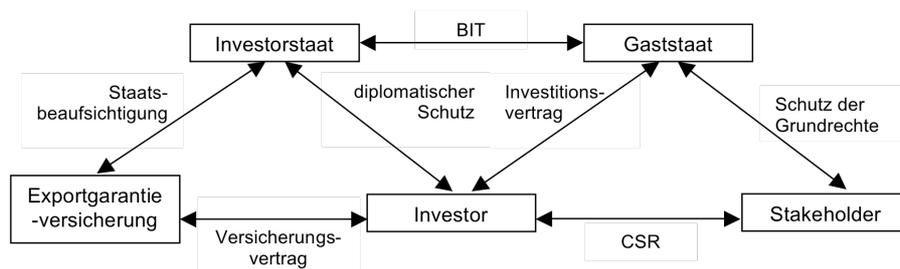 BIT
Investorstaat
Gaststaat
Staats-
beaufsichtigung
diplomatischer
Schutz
Investitions-
vertrag
Schutz der
Grundrechte
Exportgarantie
-versicherung
Investor
Stakeholder
Versicherungs-
vertrag
CSR